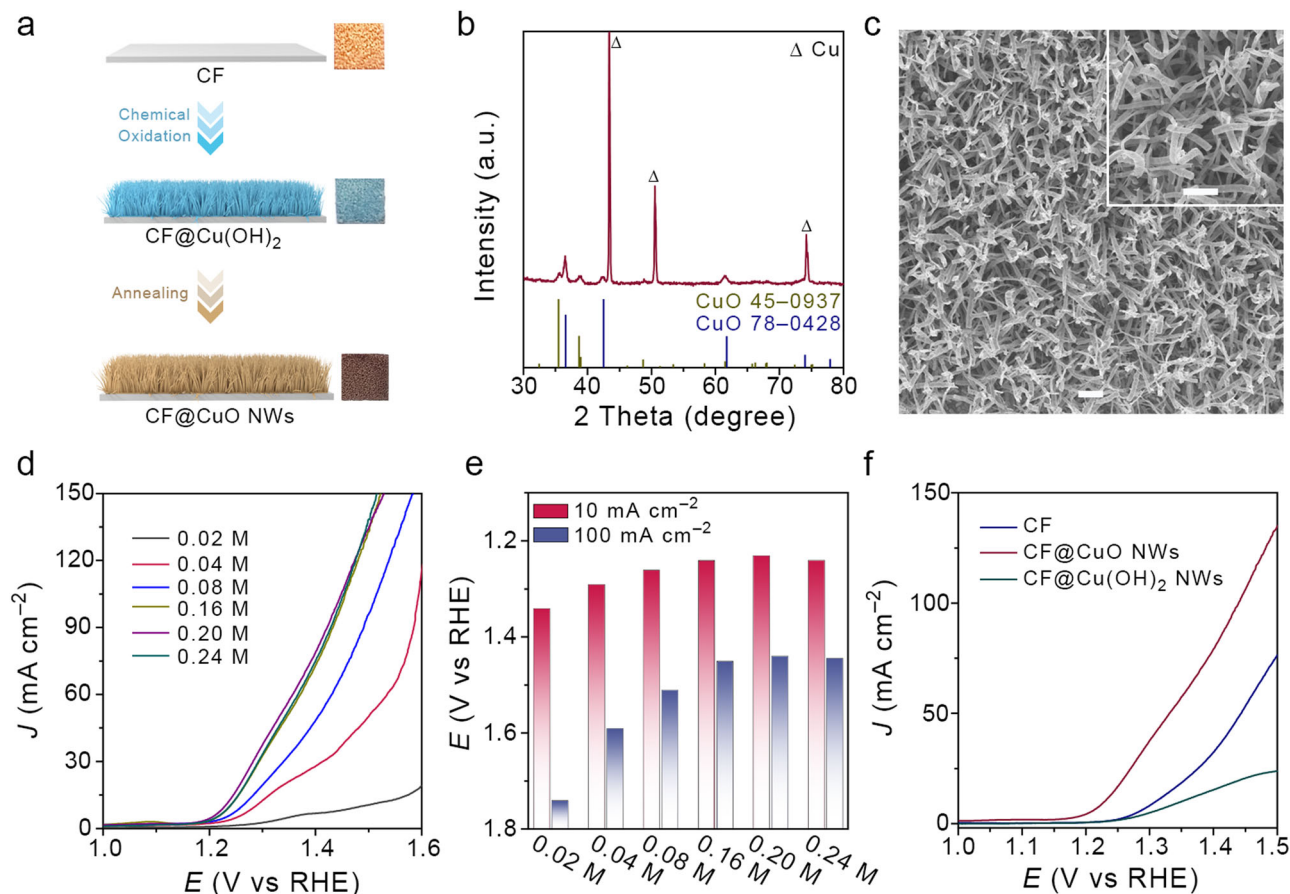 a
CF
Chemical
Oxidation
CF@Cu(OH)₂
Annealing
CF@CuO NWs
b
Δ Cu
Δ
Δ
Δ
Intensity (a.u.)
CuO 45–0937
CuO 78–0428
30 40 50 60 70 80
2 Theta (degree)
c
d
150
120
90
60
30
0
J (mA cm⁻²)
0.02 M
0.04 M
0.08 M
0.16 M
0.20 M
0.24 M
1.0 1.2 1.4 1.6
E (V vs RHE)
e
10 mA cm⁻²
100 mA cm⁻²
1.2
1.4
1.6
1.8
E (V vs RHE)
0.02 M
0.04 M
0.08 M
0.16 M
0.20 M
0.24 M
f
150
100
50
0
J (mA cm⁻²)
CF
CF@CuO NWs
CF@Cu(OH)₂ NWs
1.0 1.1 1.2 1.3 1.4 1.5
E (V vs RHE)